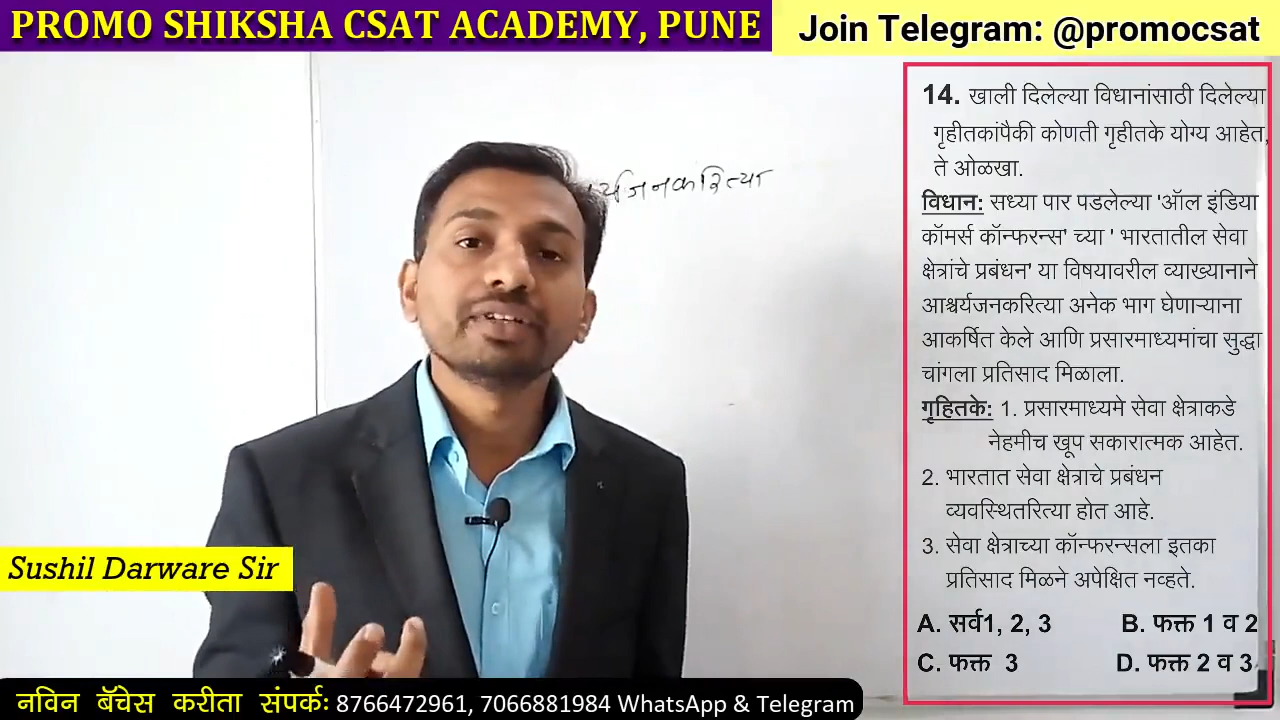 PROMO SHIKSHA CSAT ACADEMY, PUNE
Join Telegram: @promocsat
र्यजनकरित्या
14. खाली दिलेल्या विधानांसाठी दिलेल्या
गृहीतकांपैकी कोणती गृहीतके योग्य आहेत,
ते ओळखा.
विधान: सध्या पार पडलेल्या 'ऑल इंडिया
कॉमर्स कॉन्फरन्स' च्या ' भारतातील सेवा
क्षेत्रांचे प्रबंधन' या विषयावरील व्याख्यानाने
आश्चर्यजनकरित्या अनेक भाग घेणाऱ्याना
आकर्षित केले आणि प्रसारमाध्यमांचा सुद्धा
चांगला प्रतिसाद मिळाला.
गृहितके: 1. प्रसारमाध्यमे सेवा क्षेत्राकडे
नेहमीच खूप सकारात्मक आहेत.
2. भारतात सेवा क्षेत्राचे प्रबंधन
व्यवस्थितरित्या होत आहे.
3. सेवा क्षेत्राच्या कॉन्फरन्सला इतका
प्रतिसाद मिळने अपेक्षित नव्हते.
A. सर्व1, 2, 3 B. फक्त 1 व 2
C. फक्त 3 D. फक्त 2 व 3
Sushil Darware Sir
नविन बॅचेस करीता संपर्कः 8766472961, 7066881984 WhatsApp & Telegram